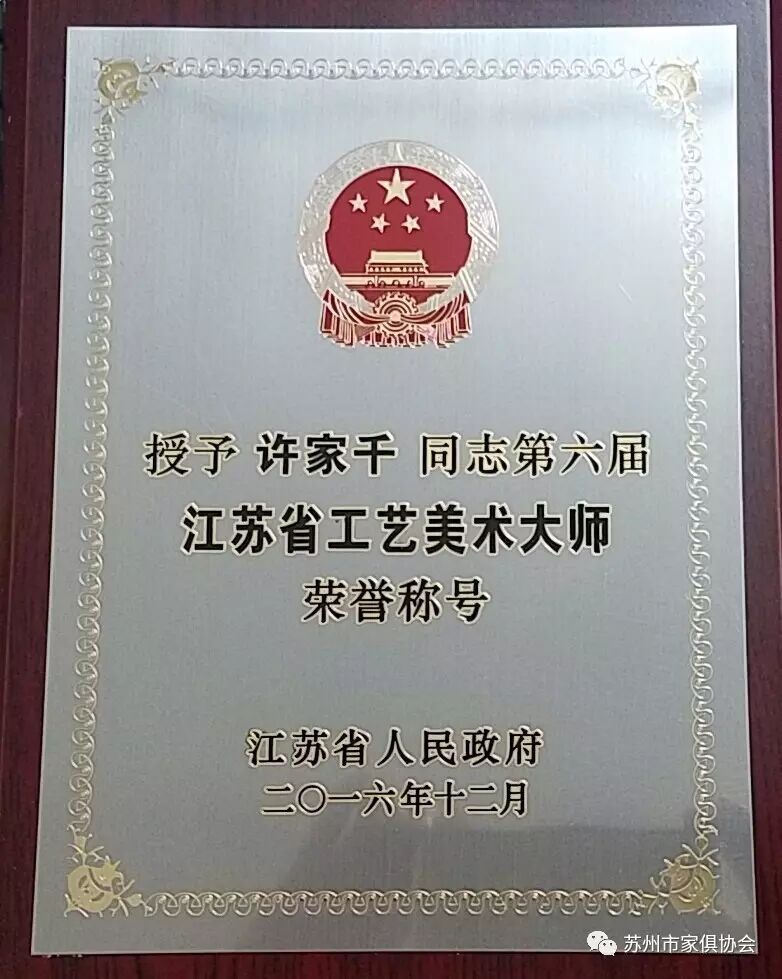 授予 许家千 同志第六届
江苏省工艺美术大师
荣誉称号
江苏省人民政府
二〇一六年十二月
苏州市家俱协会